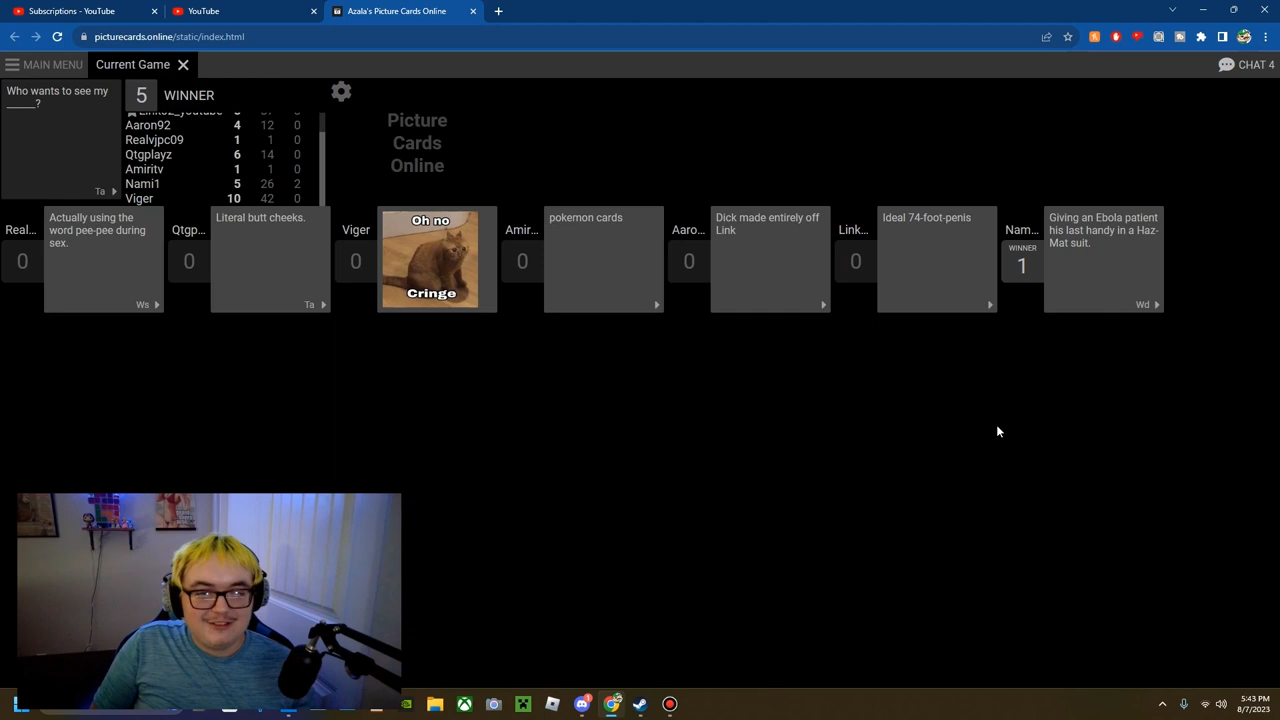 Subscriptions - YouTube
YouTube
Azala's Picture Cards Online
picturecards.online/static/index.html
MAIN MENU
Current Game
CHAT 4
Who wants to see my
______?
Ta
5 WINNER
Aaron92 4 12 0
Realvjpc09 1 1 0
Qtgplayz 6 14 0
Amiritv 1 1 0
Nami1 5 26 2
Viger 10 42 0
Picture
Cards
Online
Real...
0
Actually using the
word pee-pee during
sex.
Ws
Qtgp...
0
Literal butt cheeks.
Ta
Viger
0
Oh no
Cringe
Amir...
0
pokemon cards
Aaro...
0
Dick made entirely off
Link
Link...
0
Ideal 74-foot-penis
Nam...
WINNER
1
Giving an Ebola patient
his last handy in a Haz-
Mat suit.
Wd
5:43 PM
8/7/2023